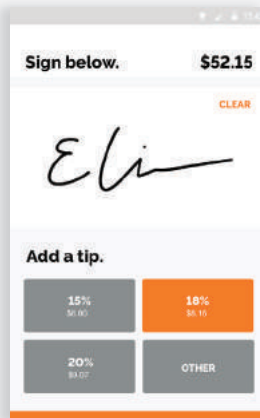 Sign below. $52.15
CLEAR
Add a tip.
15% 18%
$6.80 $8.16
20% OTHER
$9.07